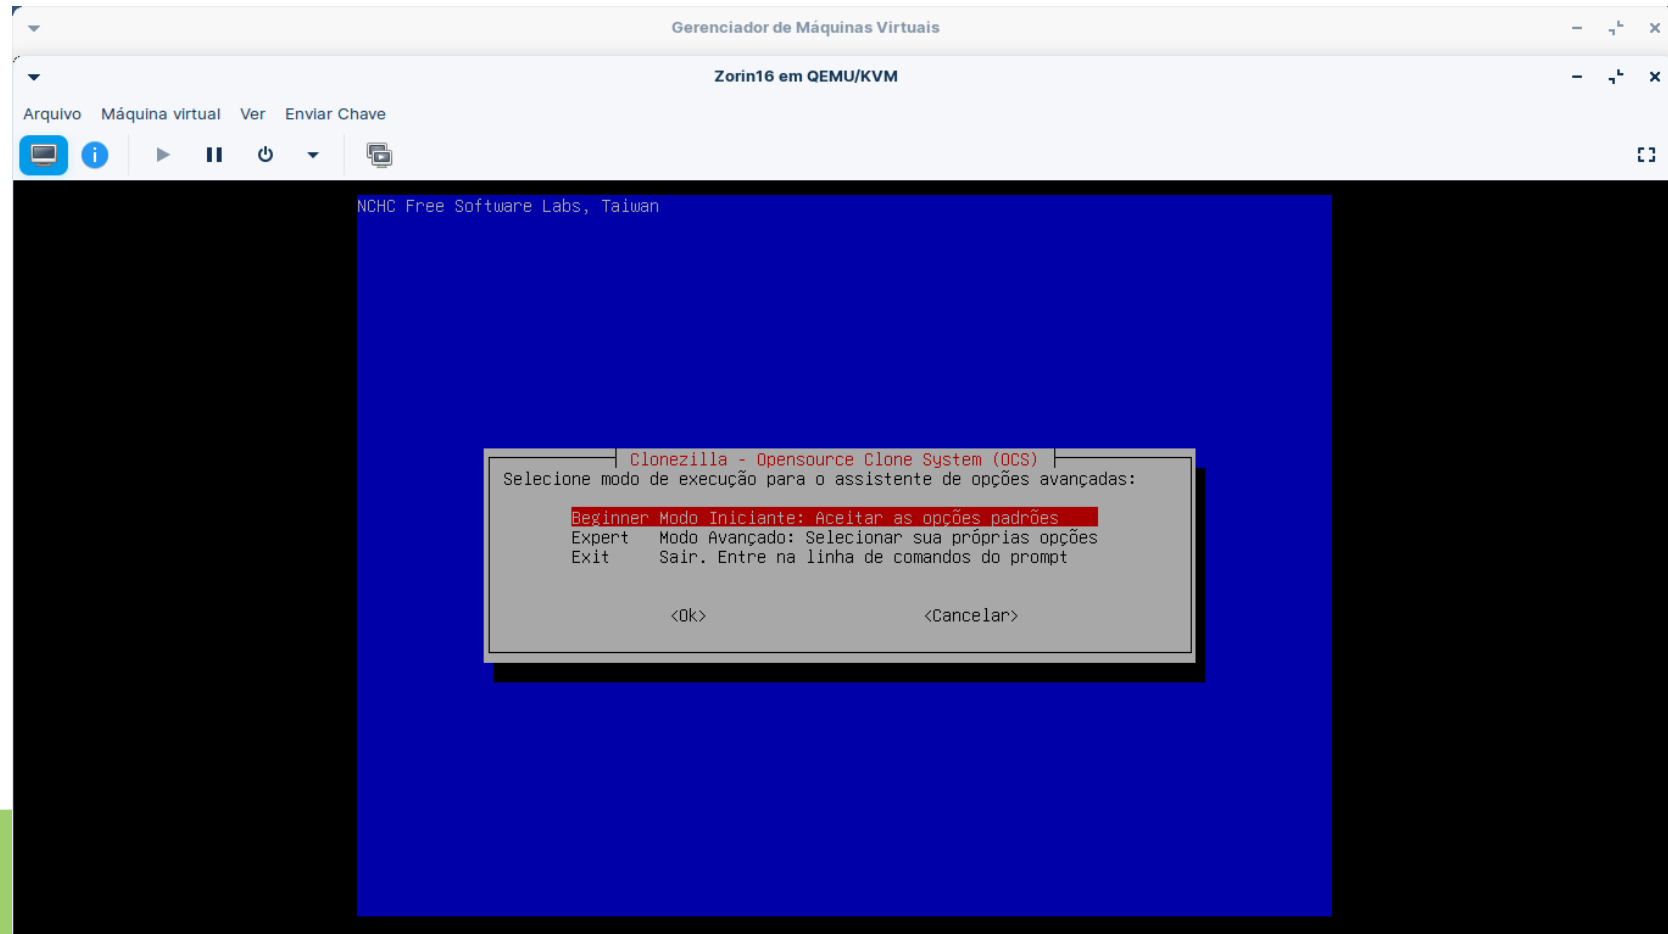 Gerenciador de Máquinas Virtuais
Zorin16 em QEMU/KVM
Arquivo Máquina virtual Ver Enviar Chave
NCHC Free Software Labs, Taiwan
Clonezilla - Opensource Clone System (OCS)
Selecione modo de execução para o assistente de opções avançadas:
Beginner Modo Iniciante: Aceitar as opções padrões
Expert Modo Avançado: Selecionar sua próprias opções
Exit Sair. Entre na linha de comandos do prompt
<Ok> <Cancelar>